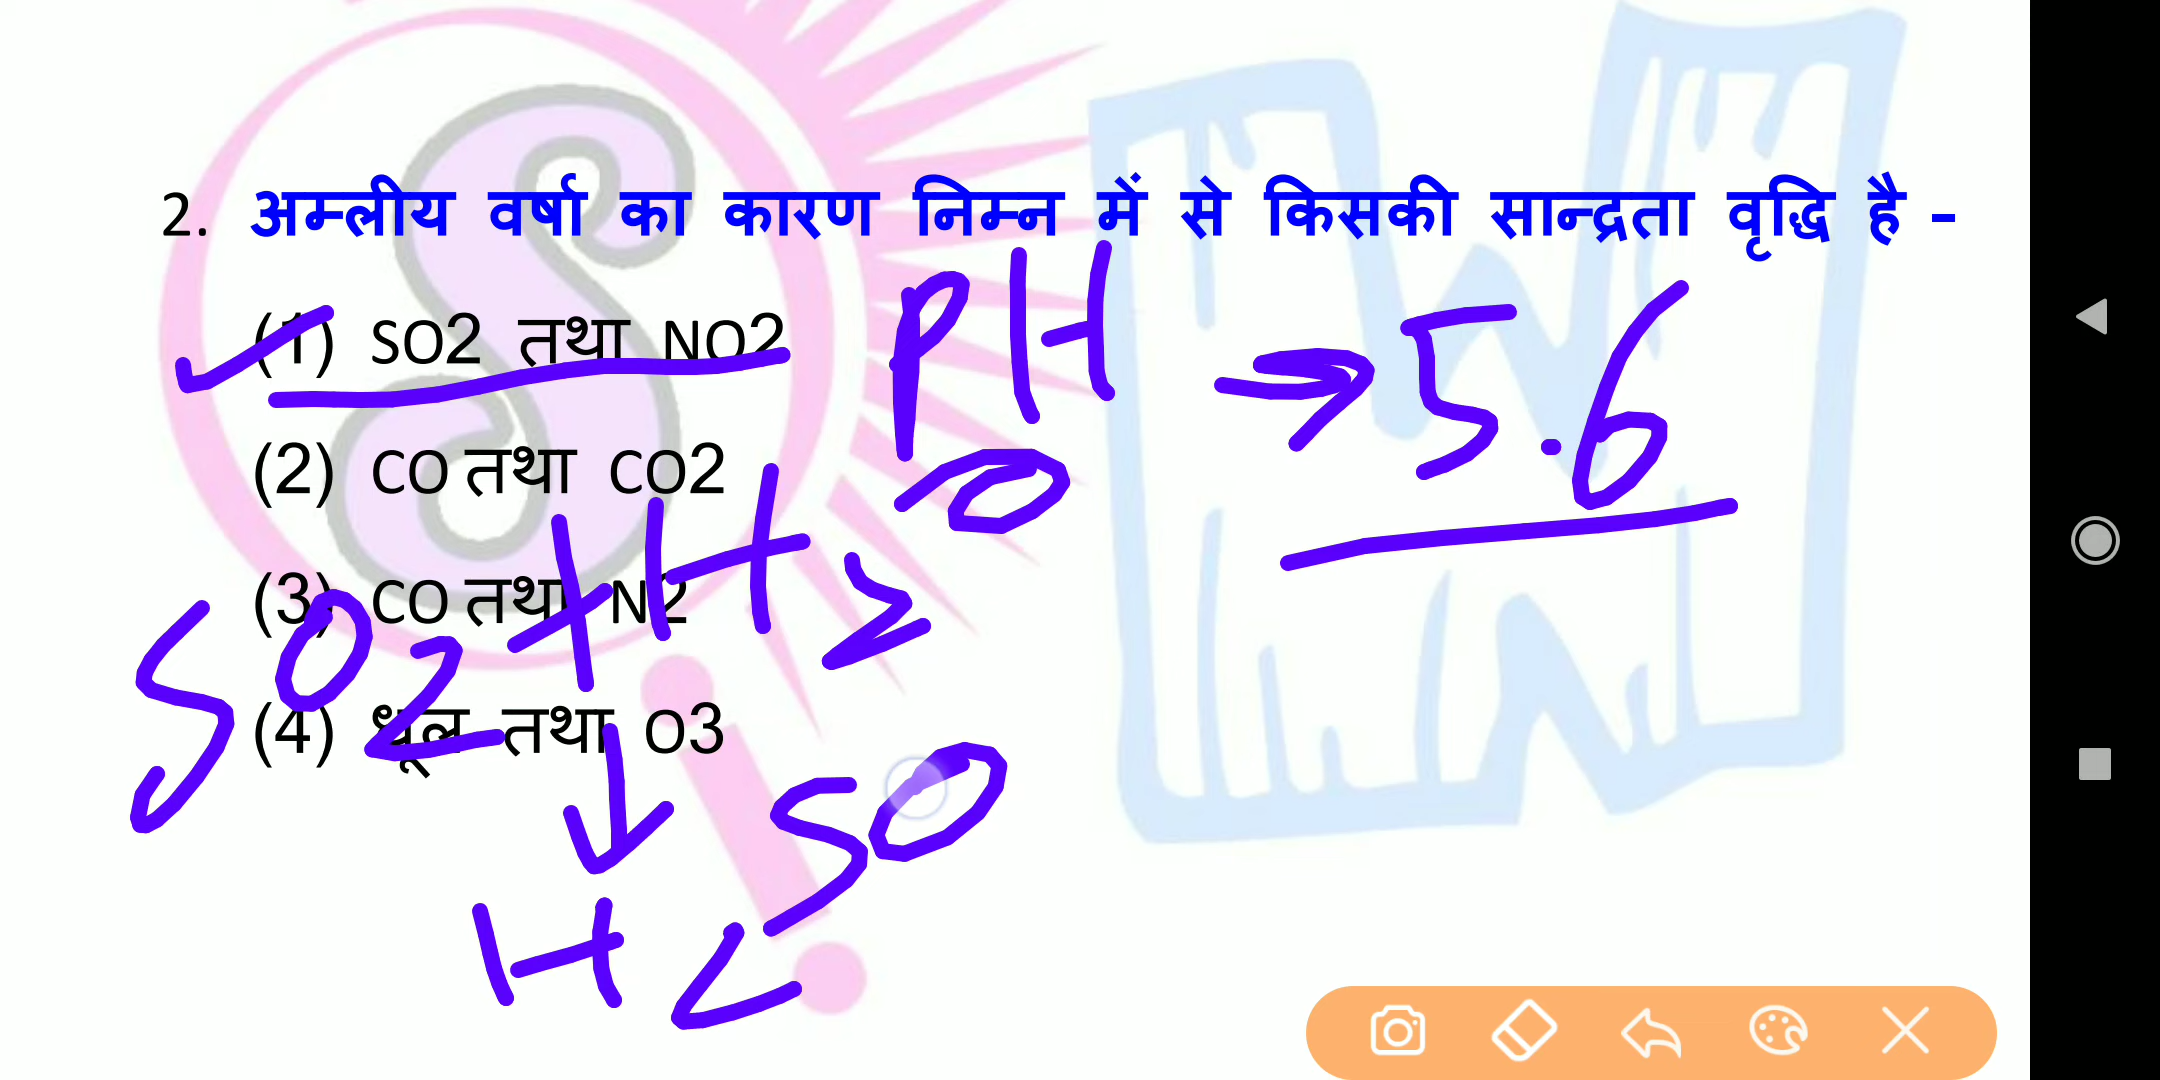 2. अम्लीय वर्षा का कारण निम्न में से किसकी सान्द्रता वृद्धि है -
(1) SO2 तथा NO2
(2) CO तथा CO2
(3) CO तथा N2
(4) धूल तथा O3
pH → 5.6
SO2 + H2O
↓
H2SO